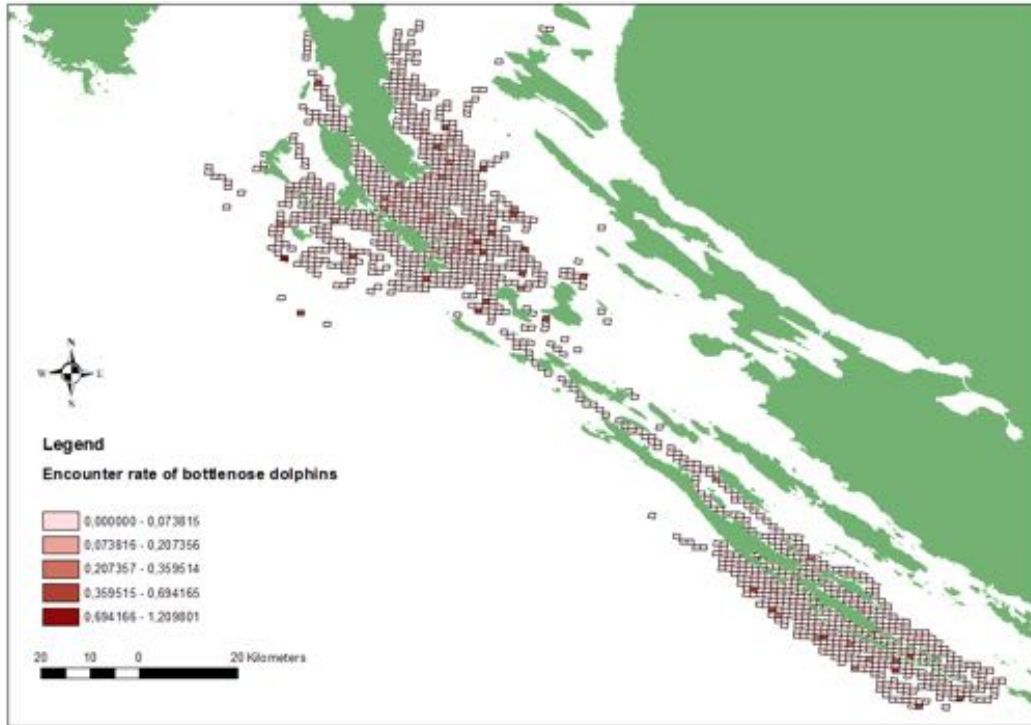 N
W E
S
Legend
Encounter rate of bottlenose dolphins
0,000000 - 0,073815
0,073816 - 0,207356
0,207357 - 0,359514
0,359515 - 0,694165
0,694166 - 1,209801
20 10 0 20 Kilometers